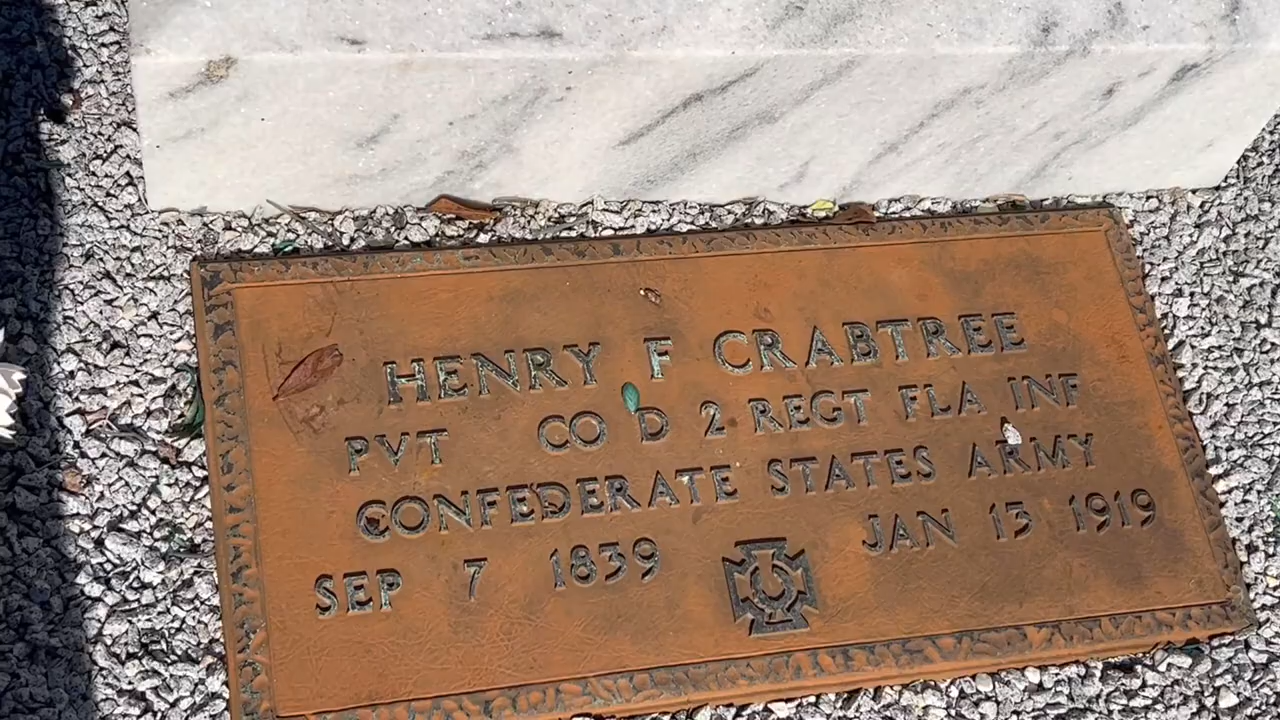 HENRY F CRABTREE
PVT CO D 2 REGT FLA INF
CONFEDERATE STATES ARMY
SEP 7 1839 JAN 13 1919